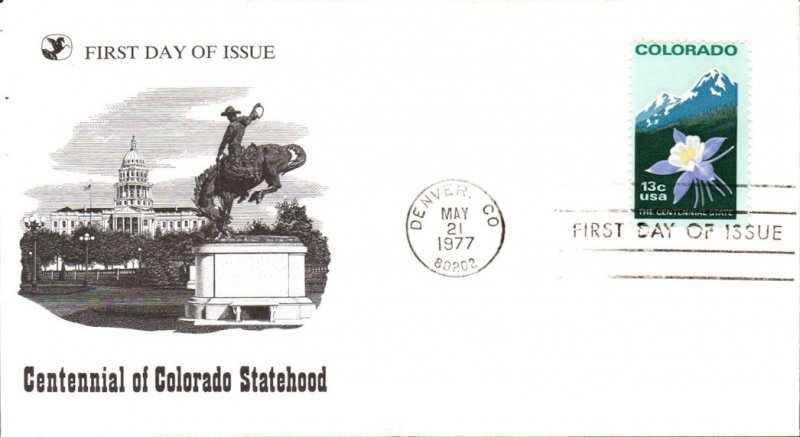 FIRST DAY OF ISSUE
COLORADO
13c
usa
THE CENTENNIAL STATE
DENVER, CO
MAY
21
1977
80202
FIRST DAY OF ISSUE
Centennial of Colorado Statehood